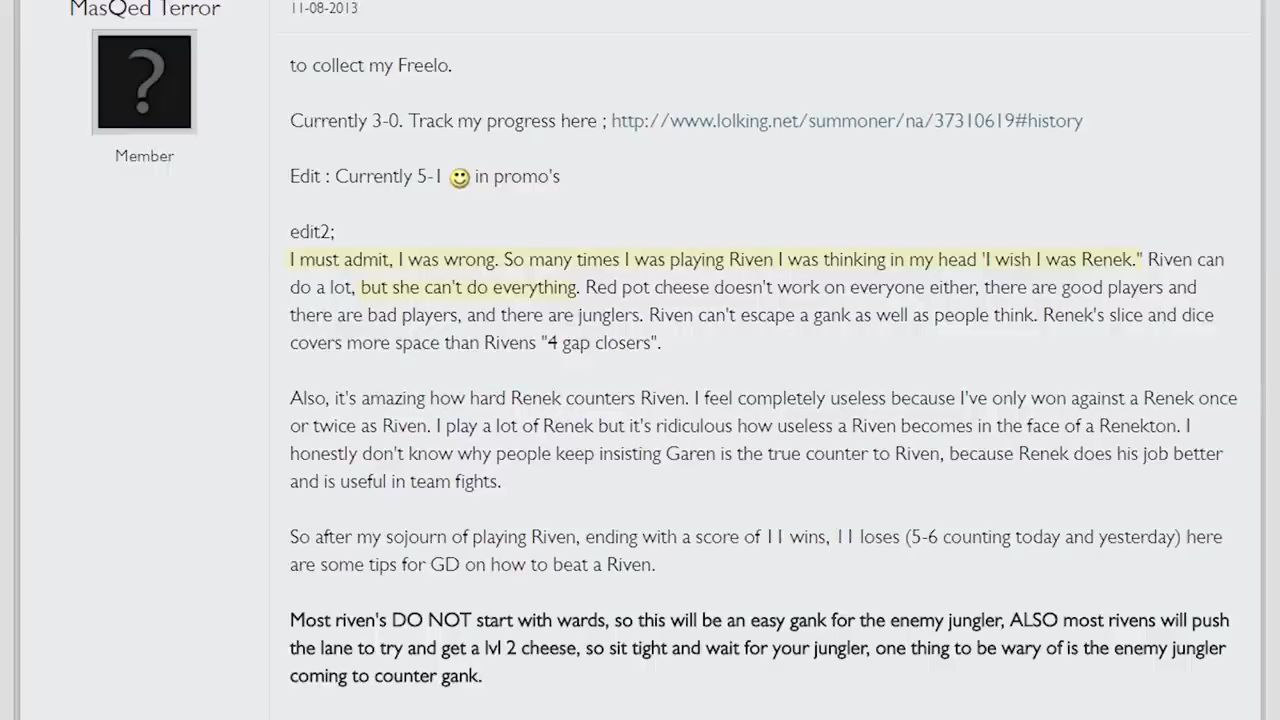 MasQed Terror
11-08-2013
Member
to collect my Freelo.
Currently 3-0. Track my progress here ; http://www.lolking.net/summoner/na/37310619#history
Edit : Currently 5-1 in promo's
edit2;
I must admit, I was wrong. So many times I was playing Riven I was thinking in my head 'I wish I was Renek." Riven can
do a lot, but she can't do everything. Red pot cheese doesn't work on everyone either, there are good players and
there are bad players, and there are junglers. Riven can't escape a gank as well as people think. Renek's slice and dice
covers more space than Rivens "4 gap closers".
Also, it's amazing how hard Renek counters Riven. I feel completely useless because I've only won against a Renek once
or twice as Riven. I play a lot of Renek but it's ridiculous how useless a Riven becomes in the face of a Renekton. I
honestly don't know why people keep insisting Garen is the true counter to Riven, because Renek does his job better
and is useful in team fights.
So after my sojourn of playing Riven, ending with a score of 11 wins, 11 loses (5-6 counting today and yesterday) here
are some tips for GD on how to beat a Riven.
Most riven's DO NOT start with wards, so this will be an easy gank for the enemy jungler, ALSO most rivens will push
the lane to try and get a lvl 2 cheese, so sit tight and wait for your jungler, one thing to be wary of is the enemy jungler
coming to counter gank.